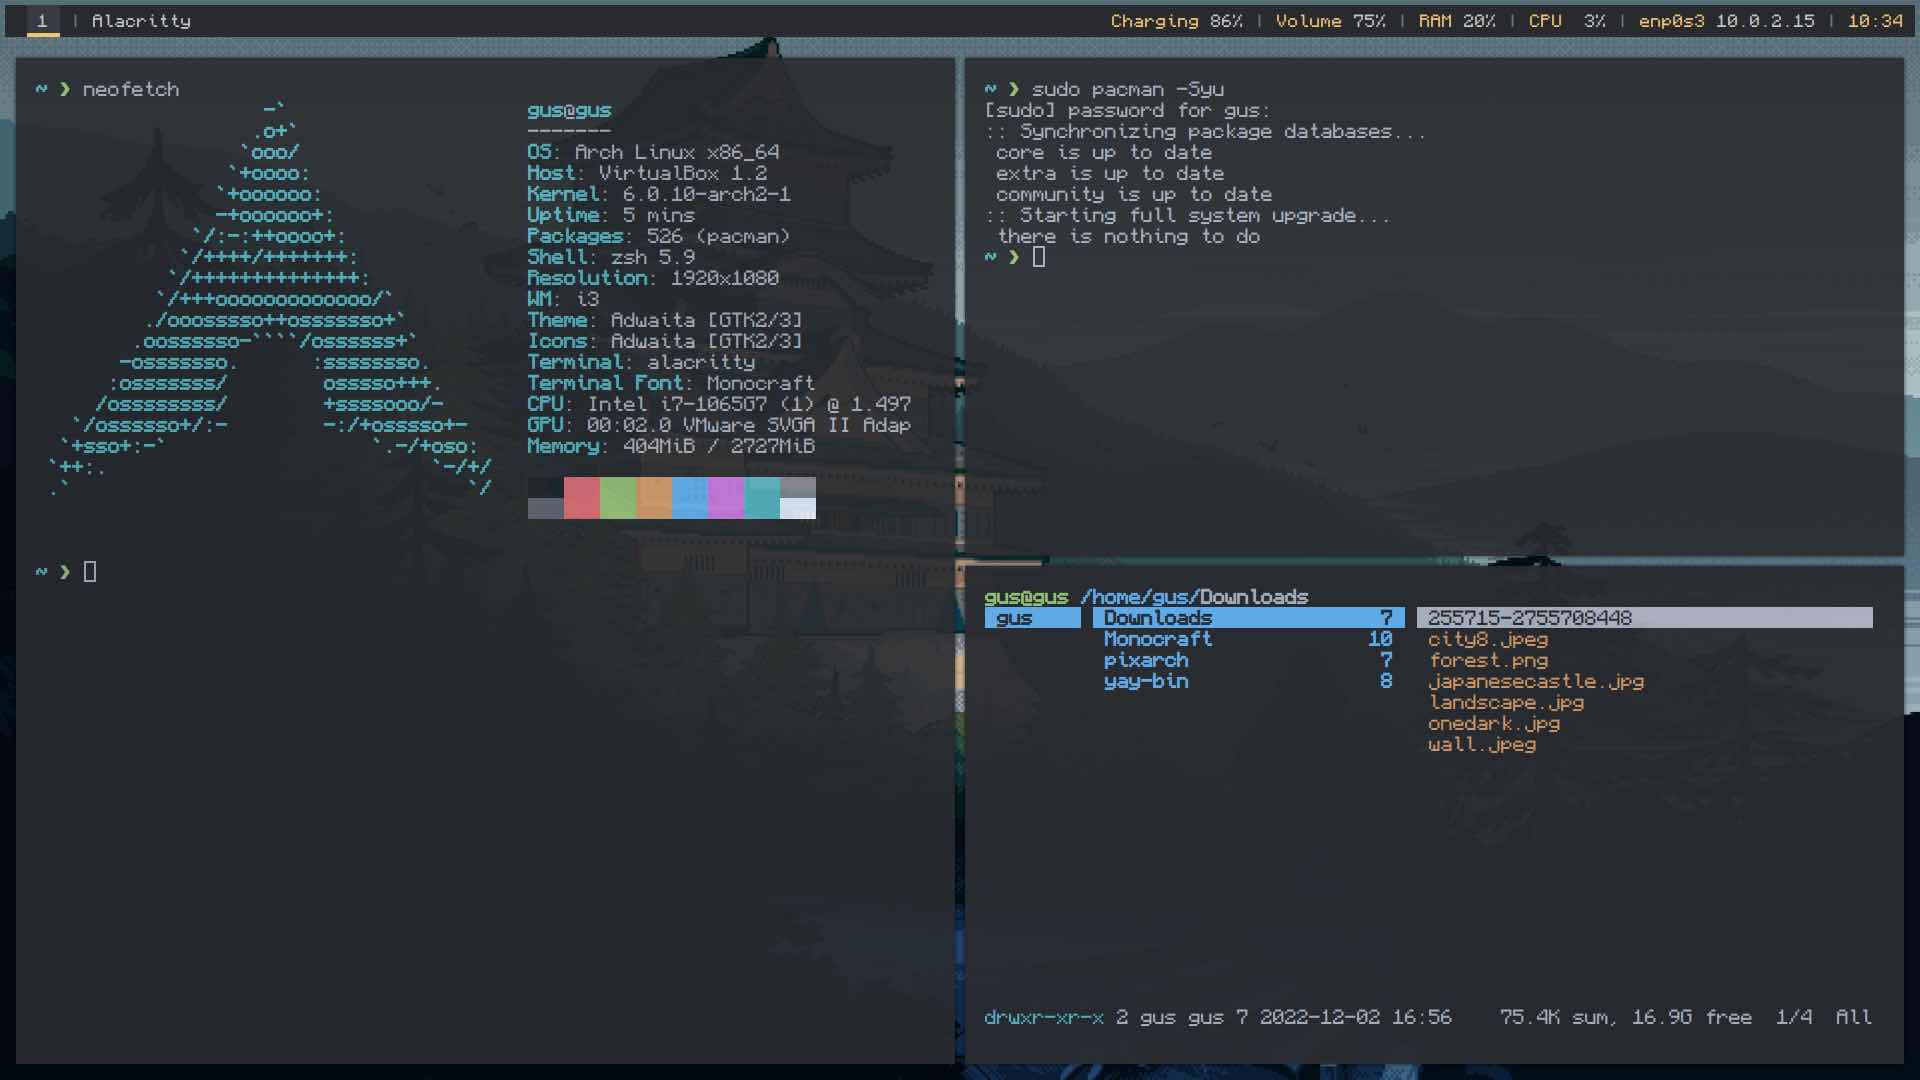 1 | Alacritty
Charging 86% | Volume 75% | RAM 20% | CPU 3% | enp0s3 10.0.2.15 | 10:34
~ ❯ neofetch
-`
.o+`
`ooo/
`+oooo:
`+oooooo:
-+oooooo+:
`/:-:++oooo+:
`/++++/+++++++:
`/++++++++++++++:
`/+++ooooooooooooo/`
./ooosssso++osssssso+`
.oossssso-````/ossssss+`
-osssssso.      :ssssssso.
:osssssss/        osssso+++.
/ossssssss/        +ssssooo/-
`/ossssso+/:-        -:/+osssso+-
`+sso+:-`                 `.-/+oso:
`++:.                           `-/+/
.`                                 `/
gus@gus
-------
OS: Arch Linux x86_64
Host: VirtualBox 1.2
Kernel: 6.0.10-arch2-1
Uptime: 5 mins
Packages: 526 (pacman)
Shell: zsh 5.9
Resolution: 1920x1080
WM: i3
Theme: Adwaita [GTK2/3]
Icons: Adwaita [GTK2/3]
Terminal: alacritty
Terminal Font: Monocraft
CPU: Intel i7-1065G7 (1) @ 1.497
GPU: 00:02.0 VMware SVGA II Adap
Memory: 404MiB / 2727MiB
~ ❯
~ ❯ sudo pacman -Syu
[sudo] password for gus:
:: Synchronizing package databases...
core is up to date
extra is up to date
community is up to date
:: Starting full system upgrade...
there is nothing to do
~ ❯
gus@gus /home/gus/Downloads
gus Downloads 7 255715-2755708448
Monocraft 10 city8.jpeg
pixarch 7 forest.png
yay-bin 8 japanesecastle.jpg
landscape.jpg
onedark.jpg
wall.jpeg
drwxr-xr-x 2 gus gus 7 2022-12-02 16:56 75.4K sum, 16.9G free 1/4 All